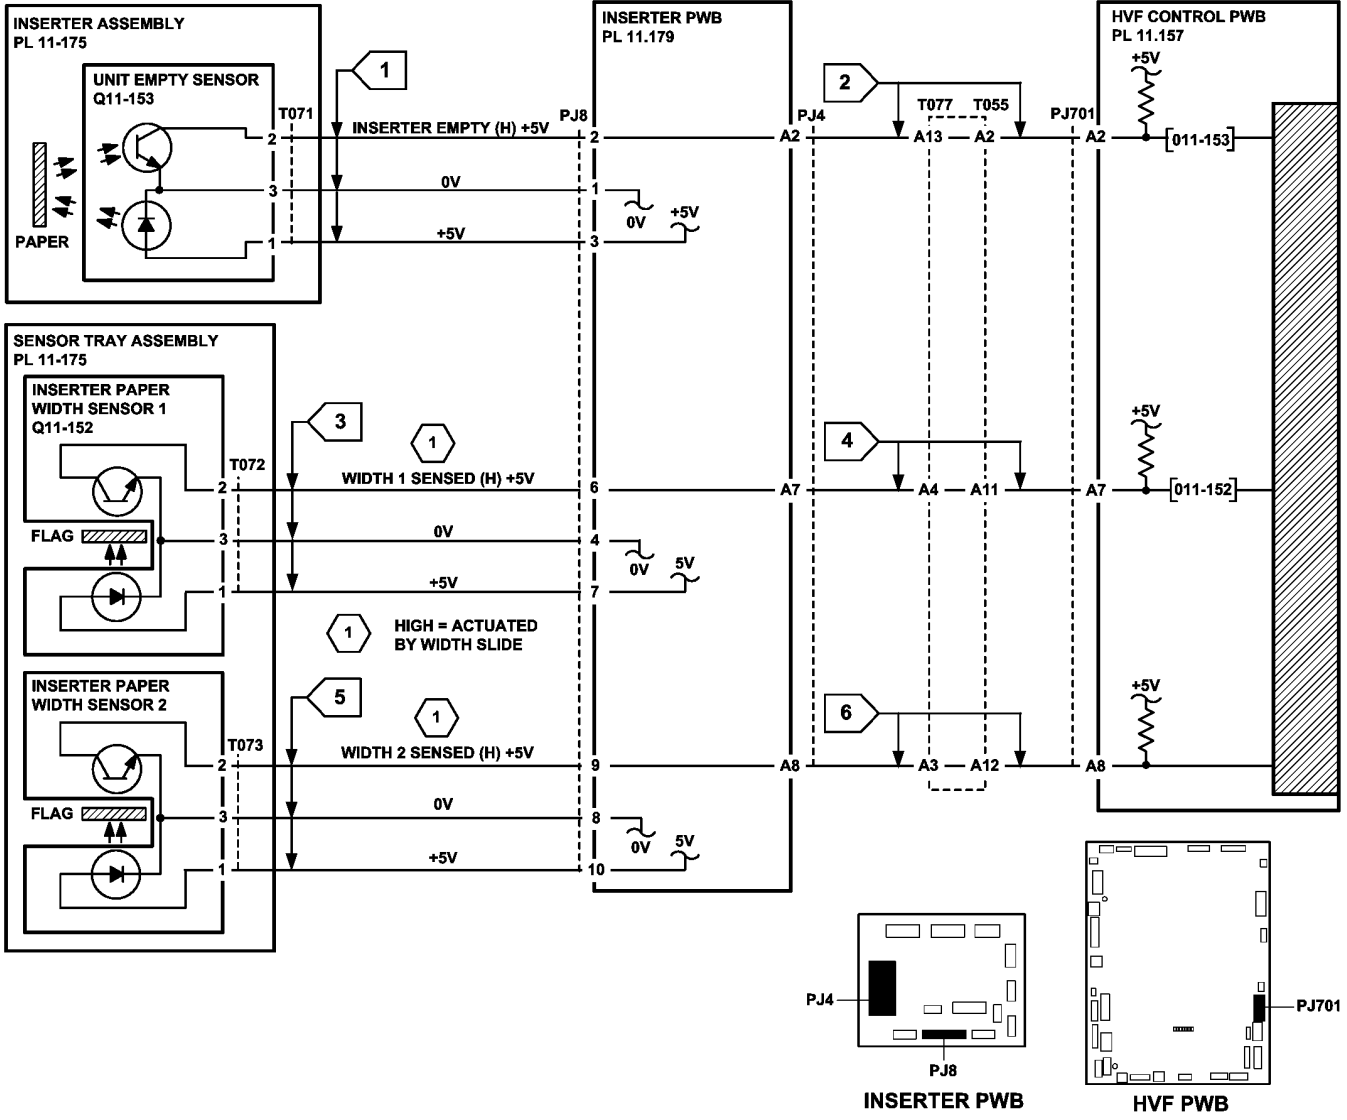 INSERTER ASSEMBLY
PL 11-175
UNIT EMPTY SENSOR
Q11-153
T071
2
3
1
PAPER
1
INSERTER EMPTY (H) +5V
0V
+5V
PJ8
INSERTER PWB
PL 11.179
2
1
0V
+5V
3
A2
PJ4
2
T077
T055
A13
A2
PJ701
A2
HVF CONTROL PWB
PL 11.157
+5V
[011-153]
SENSOR TRAY ASSEMBLY
PL 11-175
INSERTER PAPER
WIDTH SENSOR 1
Q11-152
T072
2
FLAG
3
1
3
1
WIDTH 1 SENSED (H) +5V
0V
+5V
6
4
0V
5V
7
A7
4
A4
A11
A7
+5V
[011-152]
1
HIGH = ACTUATED
BY WIDTH SLIDE
INSERTER PAPER
WIDTH SENSOR 2
T073
2
FLAG
3
1
5
1
WIDTH 2 SENSED (H) +5V
0V
+5V
9
8
0V
5V
10
A8
6
A3
A12
A8
+5V
PJ4
PJ8
INSERTER PWB
PJ701
HVF PWB